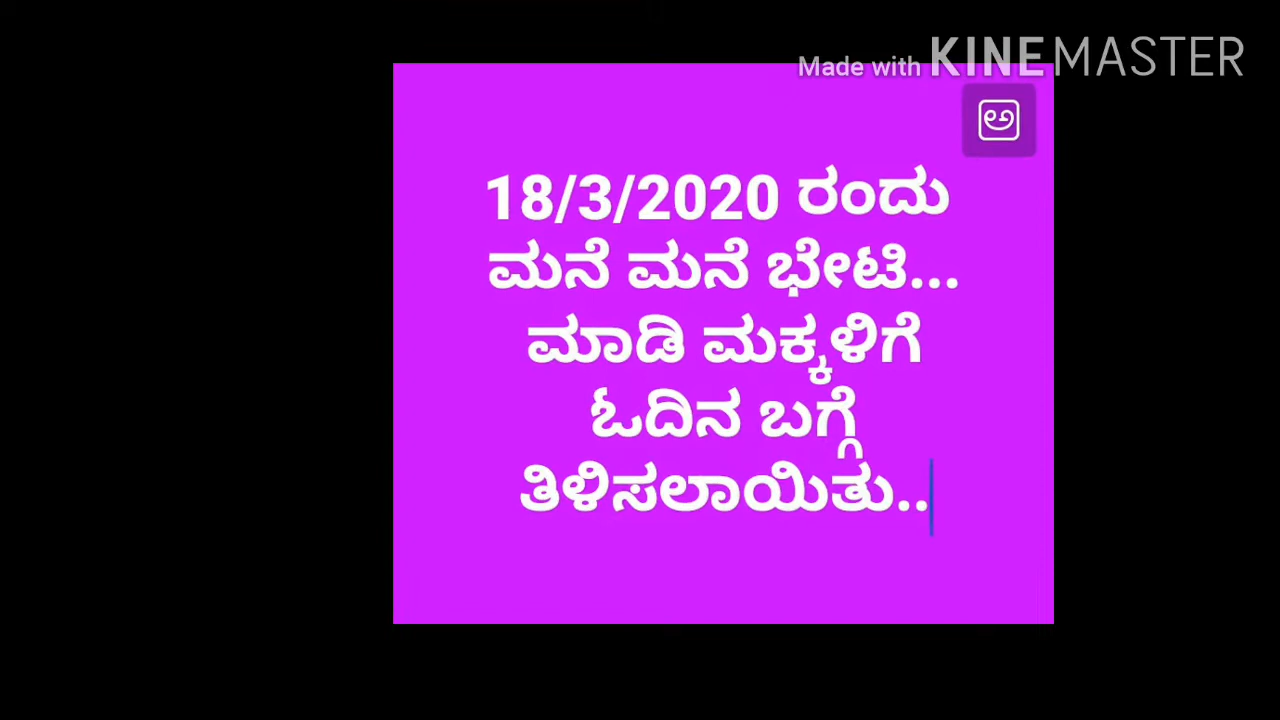 Made with KINEMASTER
ಅ
18/3/2020 ರಂದು
ಮನೆ ಮನೆ ಭೇಟಿ...
ಮಾಡಿ ಮಕ್ಕಳಿಗೆ
ಓದಿನ ಬಗ್ಗೆ
ತಿಳಿಸಲಾಯಿತು..